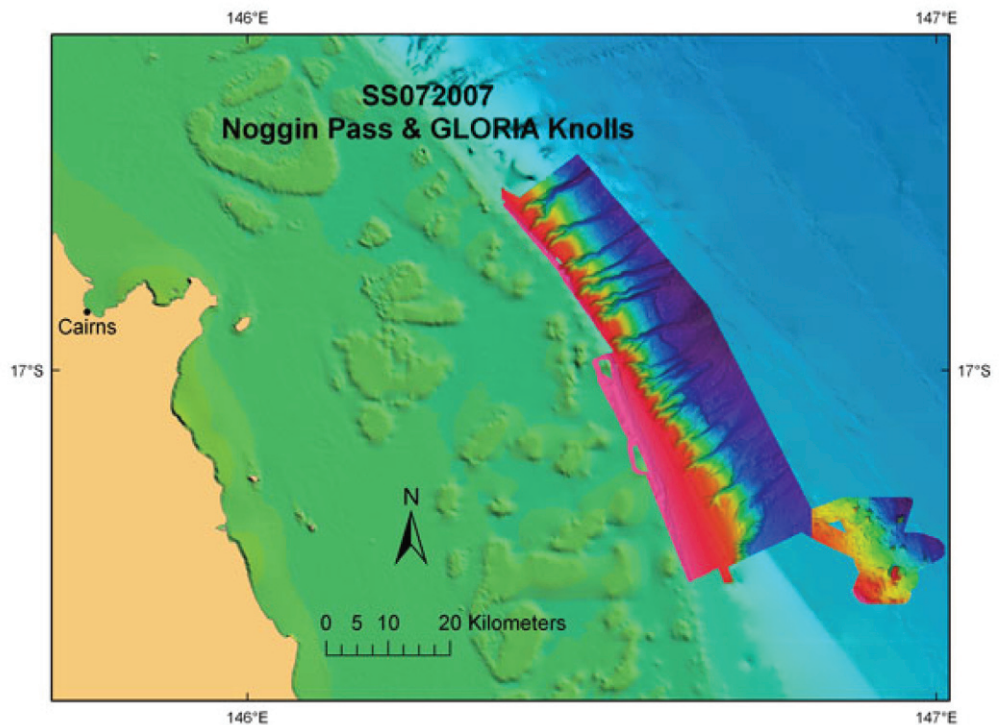 146°E 147°E
SS072007
Noggin Pass & GLORIA Knolls
Cairns
17°S 17°S
N
0 5 10 20 Kilometers
146°E 147°E